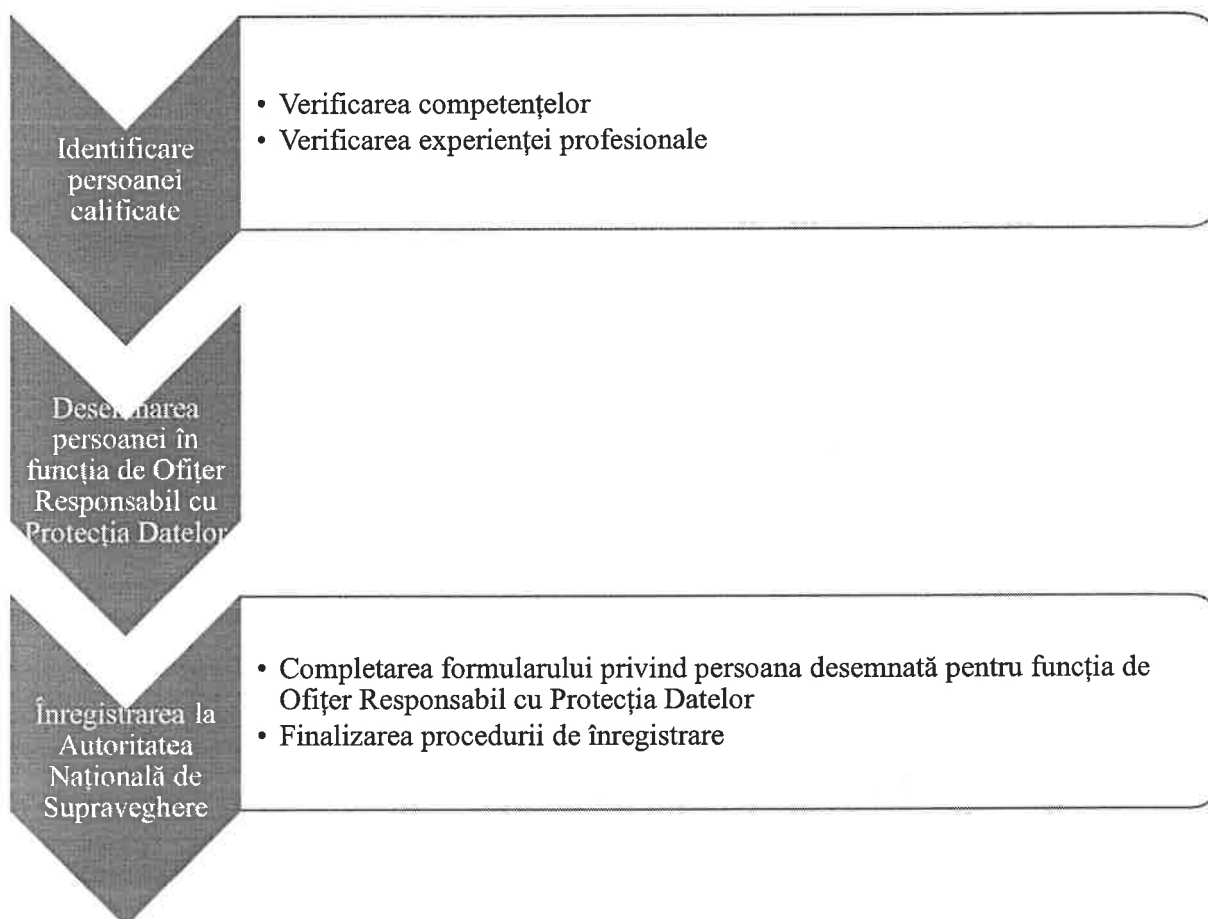 Identificare
persoanei
calificate
• Verificarea competențelor
• Verificarea experienței profesionale
persoanei în
funcția de Ofițer
Responsabil cu
Protecția Datelor
Înregistrarea la
Autoritatea
Națională de
Supraveghere
• Completarea formularului privind persoana desemnată pentru funcția de
Ofițer Responsabil cu Protecția Datelor
• Finalizarea procedurii de înregistrare